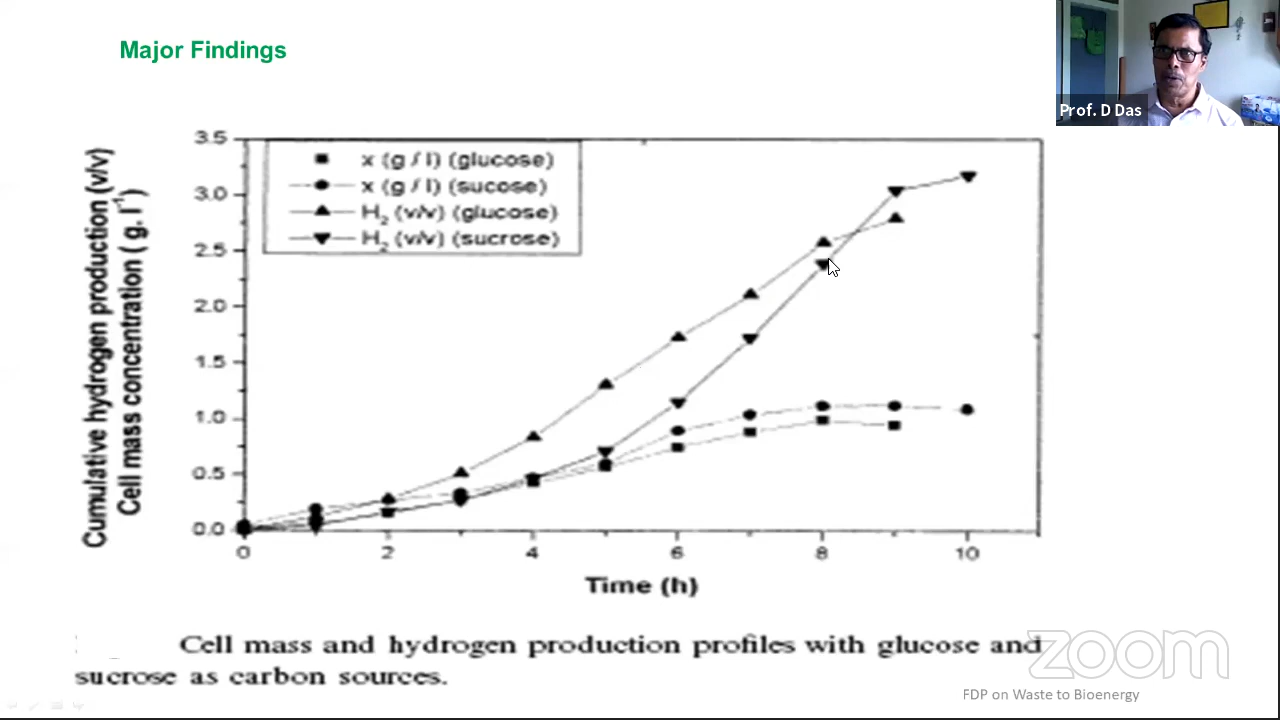 Major Findings
Prof. D Das
Cumulative hydrogen production (v/v)
Cell mass concentration ( g. l⁻¹)
3.5
3.0
2.5
2.0
1.5
1.0
0.5
0.0
x (g / l) (glucose)
x (g / l) (sucose)
H₂ (v/v) (glucose)
H₂ (v/v) (sucrose)
0 2 4 6 8 10
Time (h)
Cell mass and hydrogen production profiles with glucose and
sucrose as carbon sources.
zoom
FDP on Waste to Bioenergy